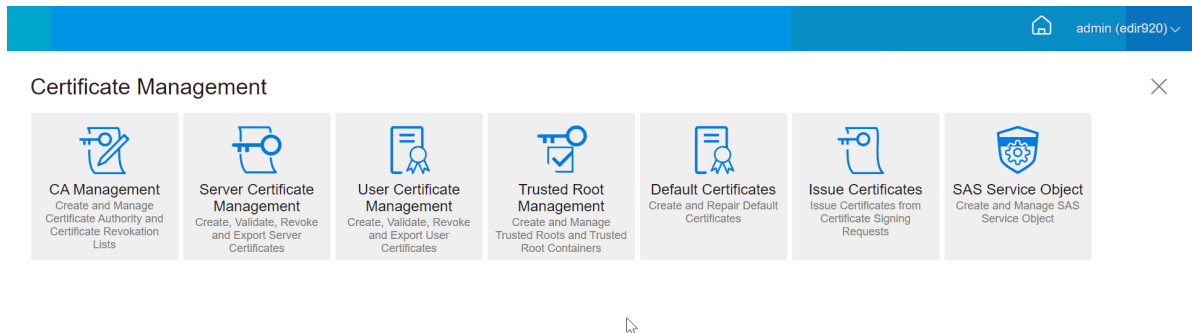 admin (edir920)
Certificate Management
CA Management
Create and Manage
Certificate Authority and
Certificate Revokation
Lists
Server Certificate
Management
Create, Validate, Revoke
and Export Server
Certificates
User Certificate
Management
Create, Validate, Revoke
and Export User
Certificates
Trusted Root
Management
Create and Manage
Trusted Roots and Trusted
Root Containers
Default Certificates
Create and Repair Default
Certificates
Issue Certificates
Issue Certificates from
Certificate Signing
Requests
SAS Service Object
Create and Manage SAS
Service Object